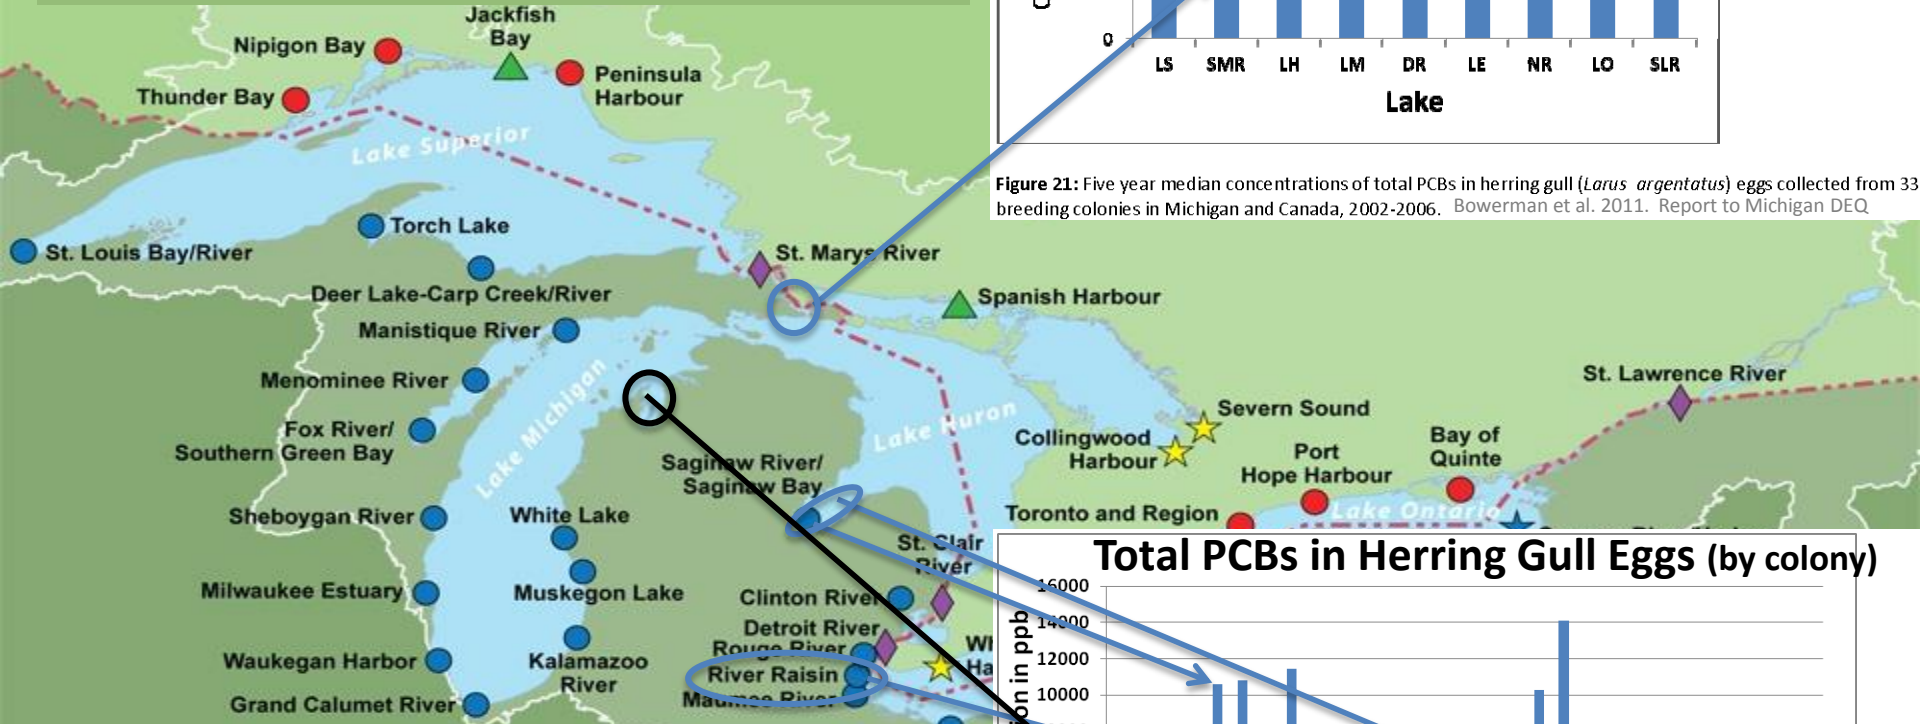 Jackfish
Bay
Nipigon Bay
Peninsula
Harbour
Thunder Bay
Lake Superior
Torch Lake
St. Louis Bay/River
Deer Lake-Carp Creek/River
St. Marys River
Spanish Harbour
Manistique River
Menominee River
Fox River/
Southern Green Bay
Lake Michigan
Lake Huron
Severn Sound
Collingwood
Harbour
St. Lawrence River
Port
Hope Harbour
Bay of
Quinte
Saginaw River/
Saginaw Bay
Toronto and Region
Lake Ontario
Sheboygan River
White Lake
St. Clair
River
Milwaukee Estuary
Muskegon Lake
Clinton River
Detroit River
Rouge River
River Raisin
Maumee River
Waukegan Harbor
Kalamazoo
River
Grand Calumet River
0
LS SMR LH LM DR LE NR LO SLR
Lake
Figure 21: Five year median concentrations of total PCBs in herring gull (Larus argentatus) eggs collected from 33
breeding colonies in Michigan and Canada, 2002-2006. Bowerman et al. 2011. Report to Michigan DEQ
Total PCBs in Herring Gull Eggs (by colony)
16000
14000
12000
10000
in ppb